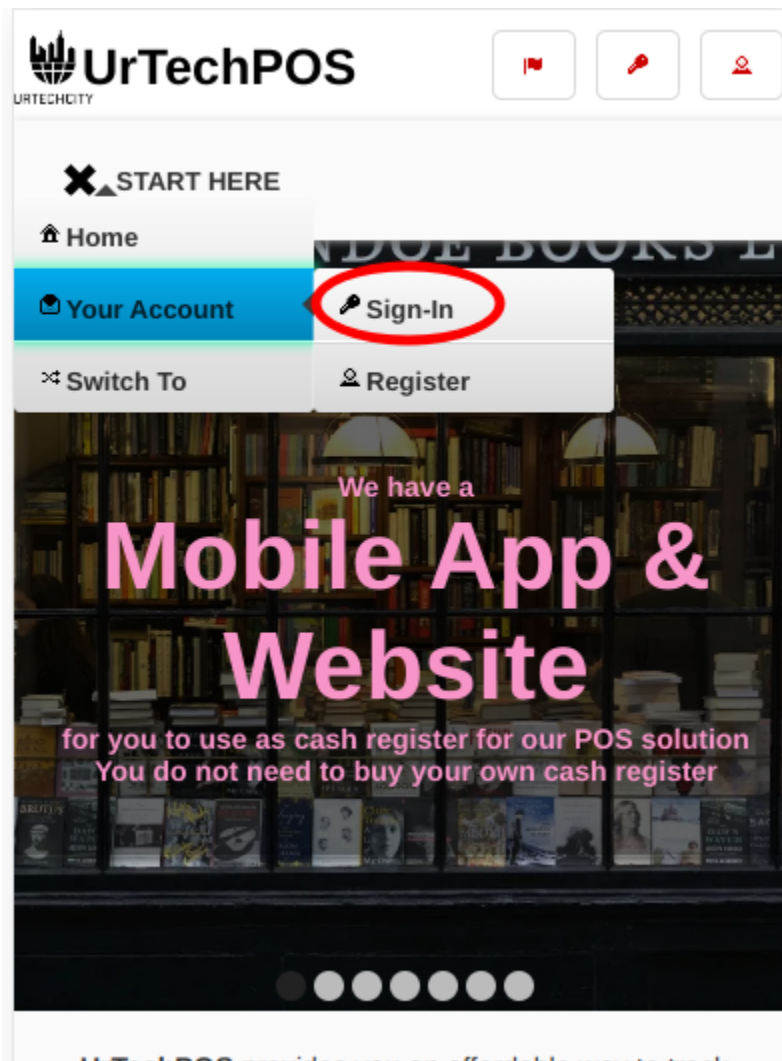 UrTechPOS
URTECHCITY
START HERE
Home
Your Account
Sign-In
Switch To
Register
We have a
Mobile App &
Website
for you to use as cash register for our POS solution
You do not need to buy your own cash register